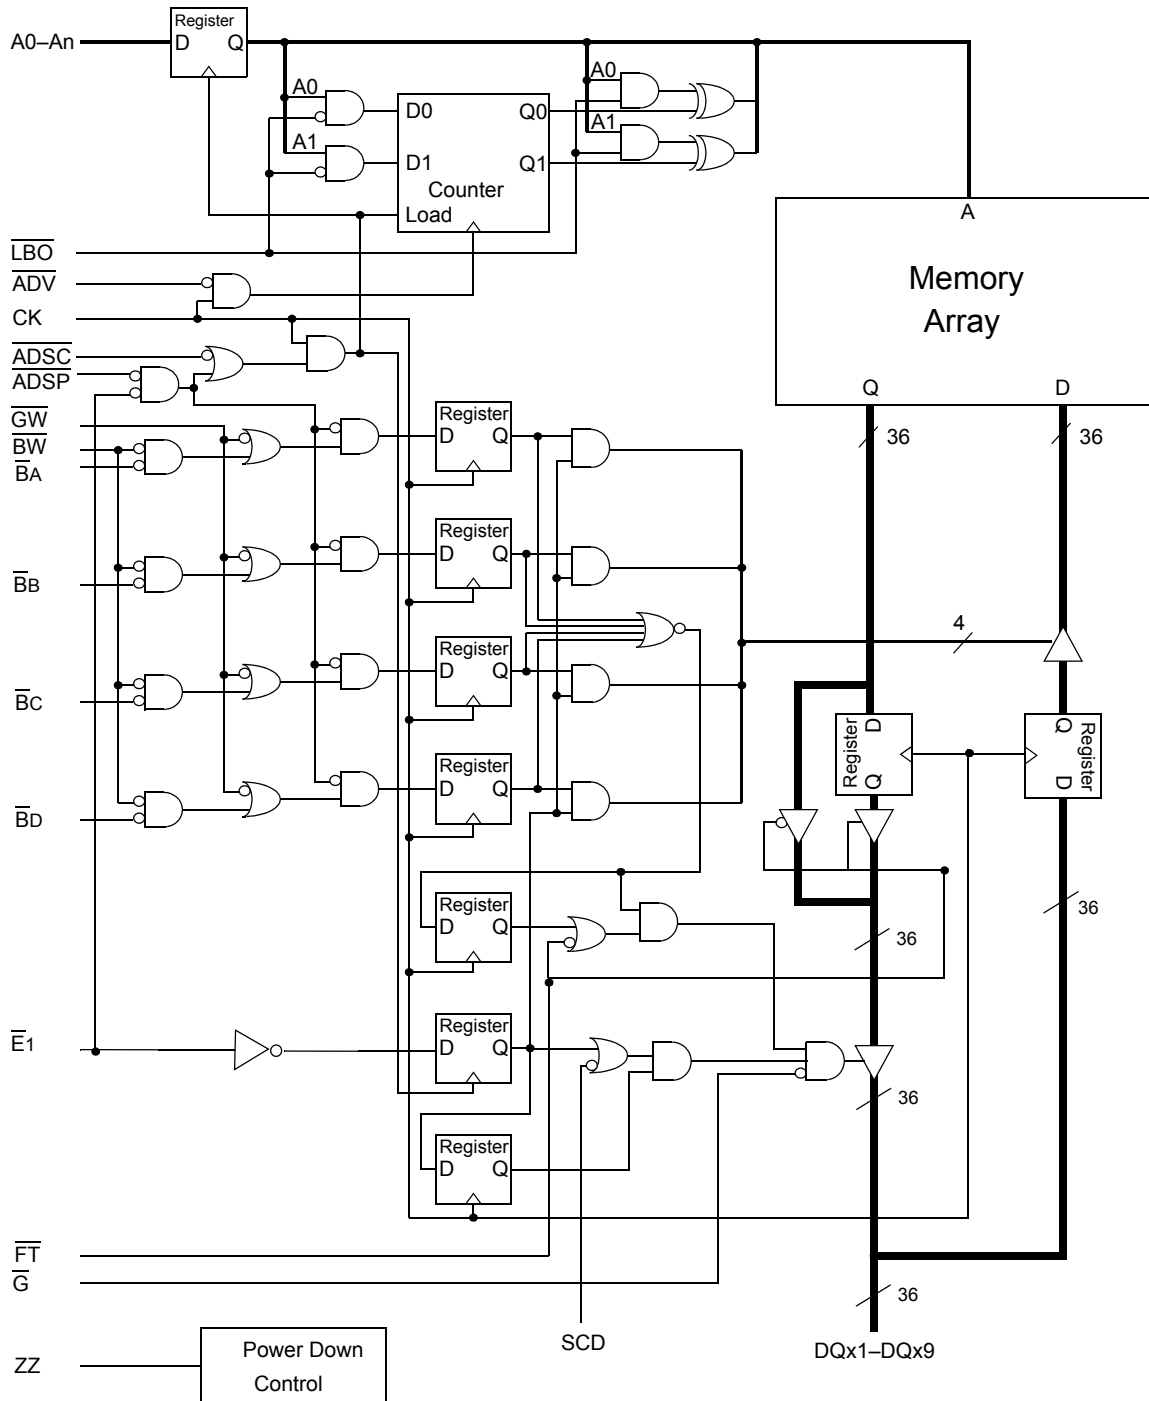 Register
A0–An
D Q
A0
A0
D0
Q0
A1
A1
D1
Q1
Counter
Load
A
LBO
ADV
Memory
CK
Array
ADSC
ADSP
Q
D
GW
Register
BW
D Q
36
36
BA
Register
D Q
BB
4
Register
D Q
BC
Register
D
Q
Register
Q
D
Register
D Q
BD
Register
D Q
36
36
Register
E1
D Q
36
Register
D Q
FT
G
36
SCD
DQx1–DQx9
Power Down
ZZ
Control